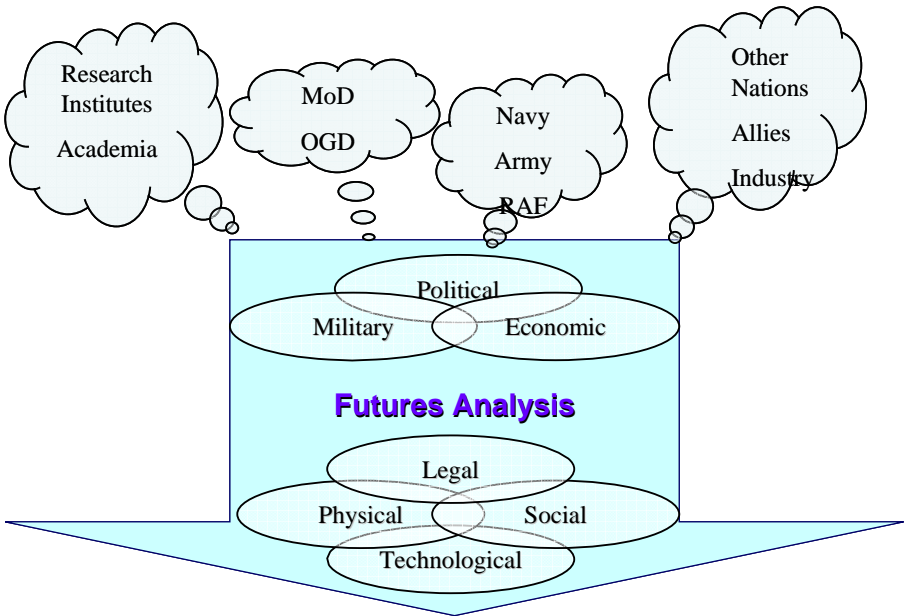 Research
Institutes
Academia
MoD
OGD
Navy
Army
RAF
Other
Nations
Allies
Industry
Political
Military Economic
Futures Analysis
Legal
Physical Social
Technological